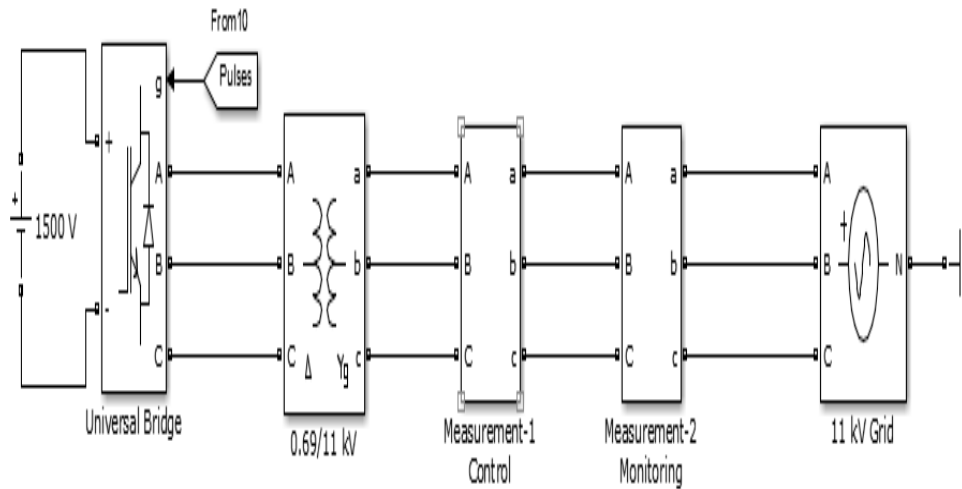 From10
Pulses
g
+
A
A
a
A
a
A
a
A
+
1500 V
+
B
B
b
B
b
B
b
B
N
-
C
C
Δ
Yg
c
C
c
C
c
C
Universal Bridge
0.69/11 kV
Measurement-1
Control
Measurement-2
Monitoring
11 kV Grid